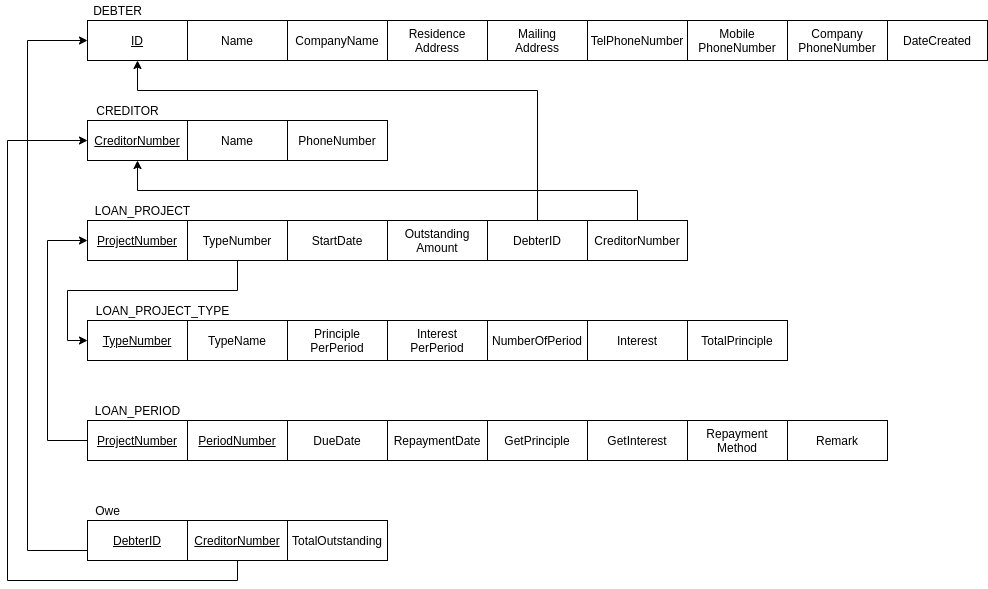 DEBTER
ID
Name
CompanyName
Residence
Address
Mailing
Address
TelPhoneNumber
Mobile
PhoneNumber
Company
PhoneNumber
DateCreated
CREDITOR
CreditorNumber
Name
PhoneNumber
LOAN_PROJECT
ProjectNumber
TypeNumber
StartDate
Outstanding
Amount
DebterID
CreditorNumber
LOAN_PROJECT_TYPE
TypeNumber
TypeName
Principle
PerPeriod
Interest
PerPeriod
NumberOfPeriod
Interest
TotalPrinciple
LOAN_PERIOD
ProjectNumber
PeriodNumber
DueDate
RepaymentDate
GetPrinciple
GetInterest
Repayment
Method
Remark
Owe
DebterID
CreditorNumber
TotalOutstanding